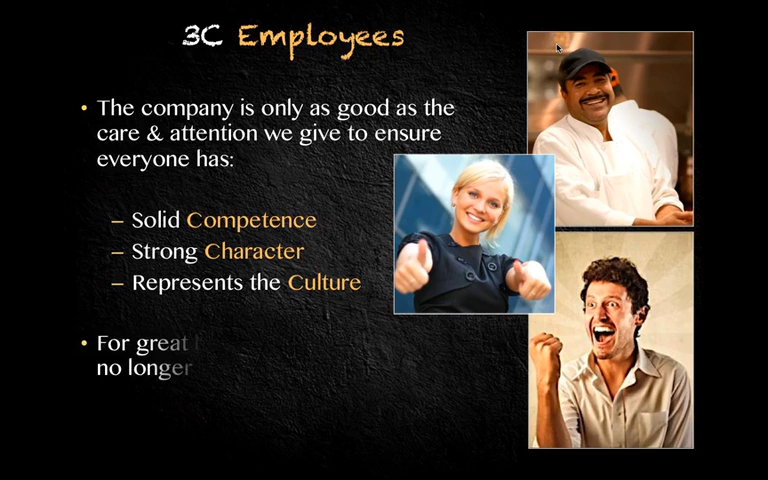 3C Employees
• The company is only as good as the
care & attention we give to ensure
everyone has:
– Solid Competence
– Strong Character
– Represents the Culture
• For great
no longer